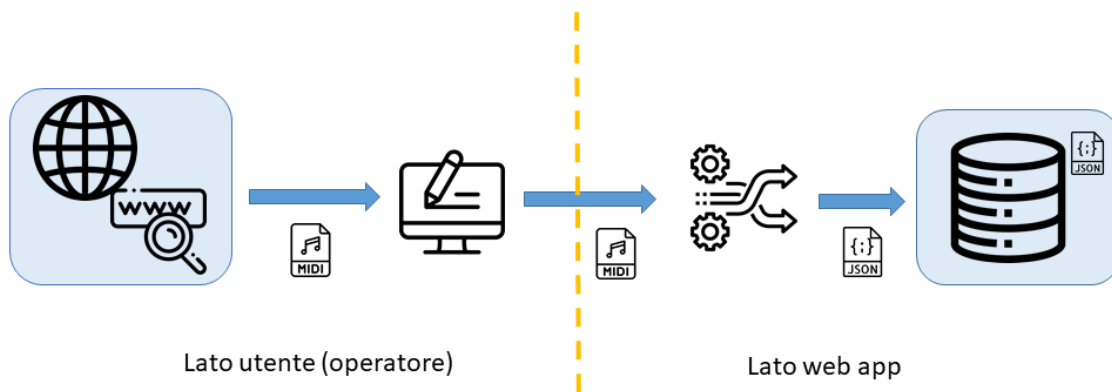 www
MIDI
MIDI
{;}
JSON
{;}
JSON
Lato utente (operatore)
Lato web app